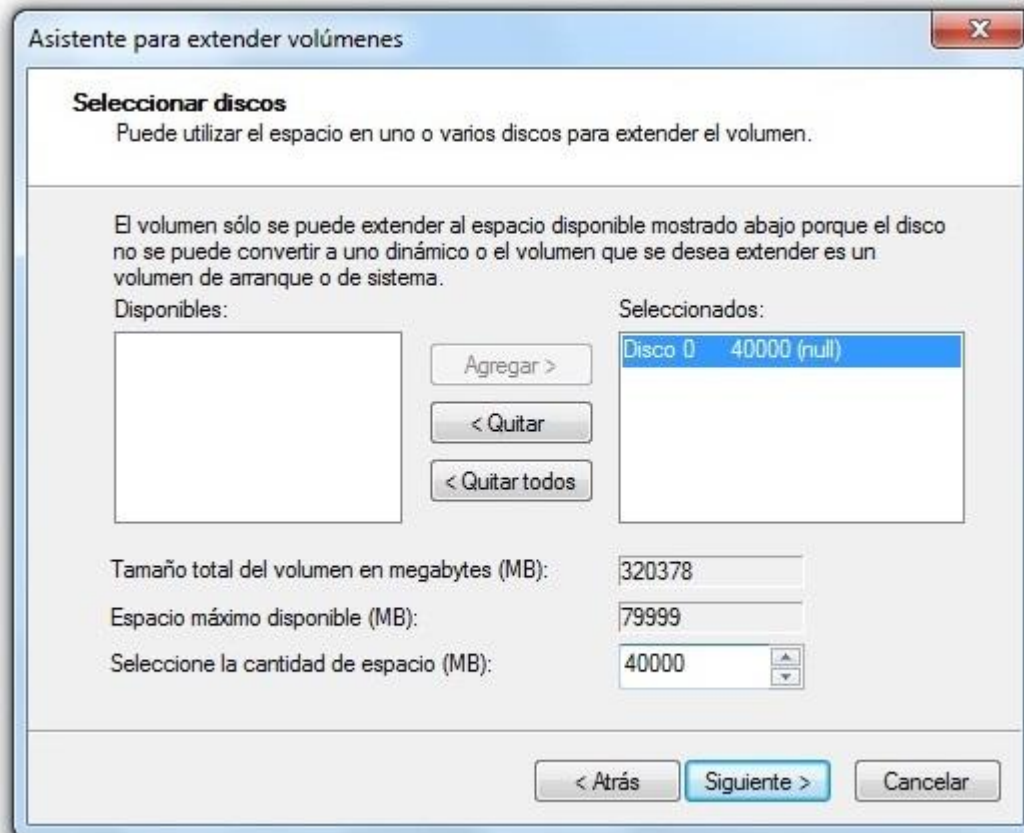 Asistente para extender volúmenes
Seleccionar discos
Puede utilizar el espacio en uno o varios discos para extender el volumen.
El volumen sólo se puede extender al espacio disponible mostrado abajo porque el disco
no se puede convertir a uno dinámico o el volumen que se desea extender es un
volumen de arranque o de sistema.
Disponibles:
Seleccionados:
Disco 0 40000 (null)
Agregar >
< Quitar
< Quitar todos
Tamaño total del volumen en megabytes (MB): 320378
Espacio máximo disponible (MB): 79999
Seleccione la cantidad de espacio (MB): 40000
< Atrás Siguiente > Cancelar